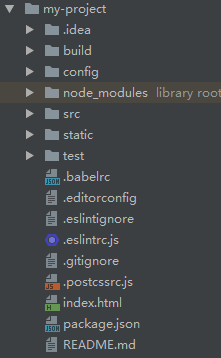 my-project
.idea
build
config
node_modules library root
src
static
test
.babelrc
.editorconfig
.eslintignore
.eslintrc.js
.gitignore
.postcssrc.js
index.html
package.json
README.md